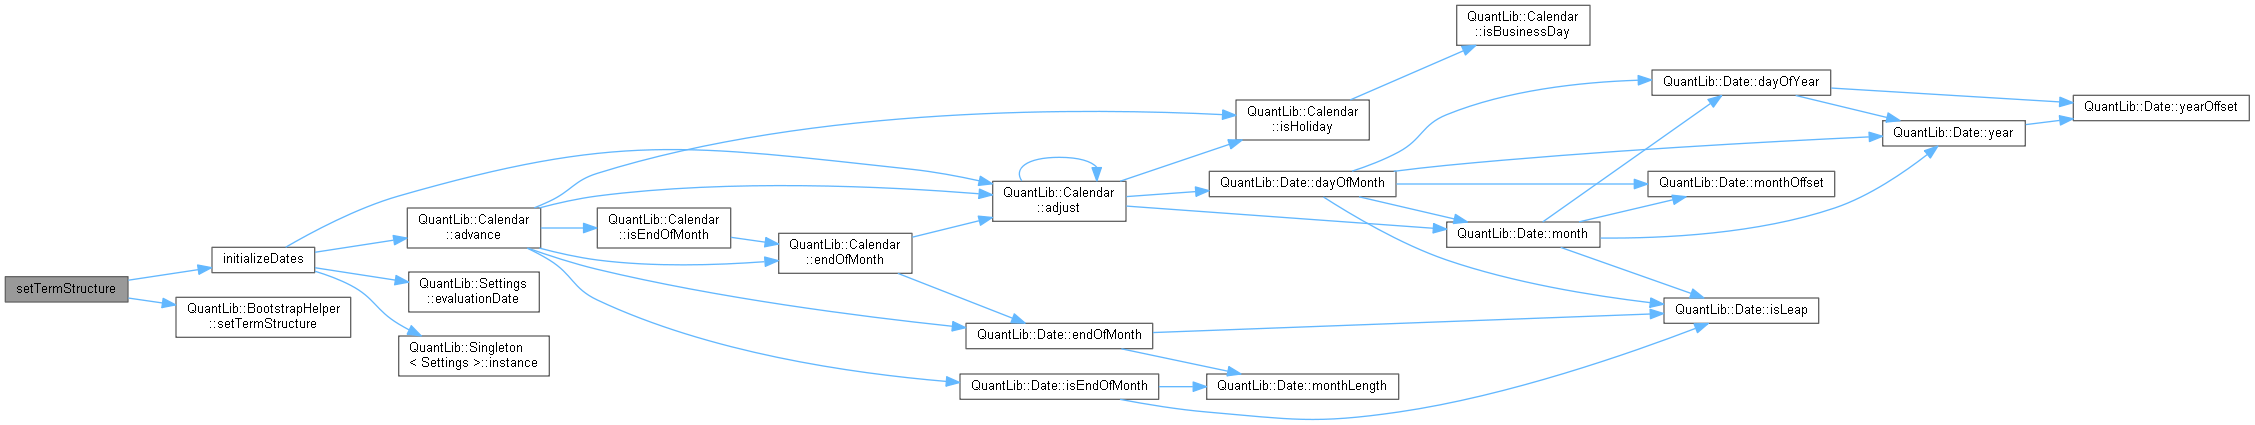 setTermStructure
initializeDates
QuantLib::BootstrapHelper
::setTermStructure
QuantLib::Calendar
::advance
QuantLib::Settings
::evaluationDate
QuantLib::Singleton
< Settings >::instance
QuantLib::Calendar
::isEndOfMonth
QuantLib::Calendar
::endOfMonth
QuantLib::Calendar
::adjust
QuantLib::Date::endOfMonth
QuantLib::Date::isEndOfMonth
QuantLib::Calendar
::isHoliday
QuantLib::Date::dayOfMonth
QuantLib::Date::monthLength
QuantLib::Calendar
::isBusinessDay
QuantLib::Date::month
QuantLib::Date::dayOfYear
QuantLib::Date::monthOffset
QuantLib::Date::isLeap
QuantLib::Date::year
QuantLib::Date::yearOffset